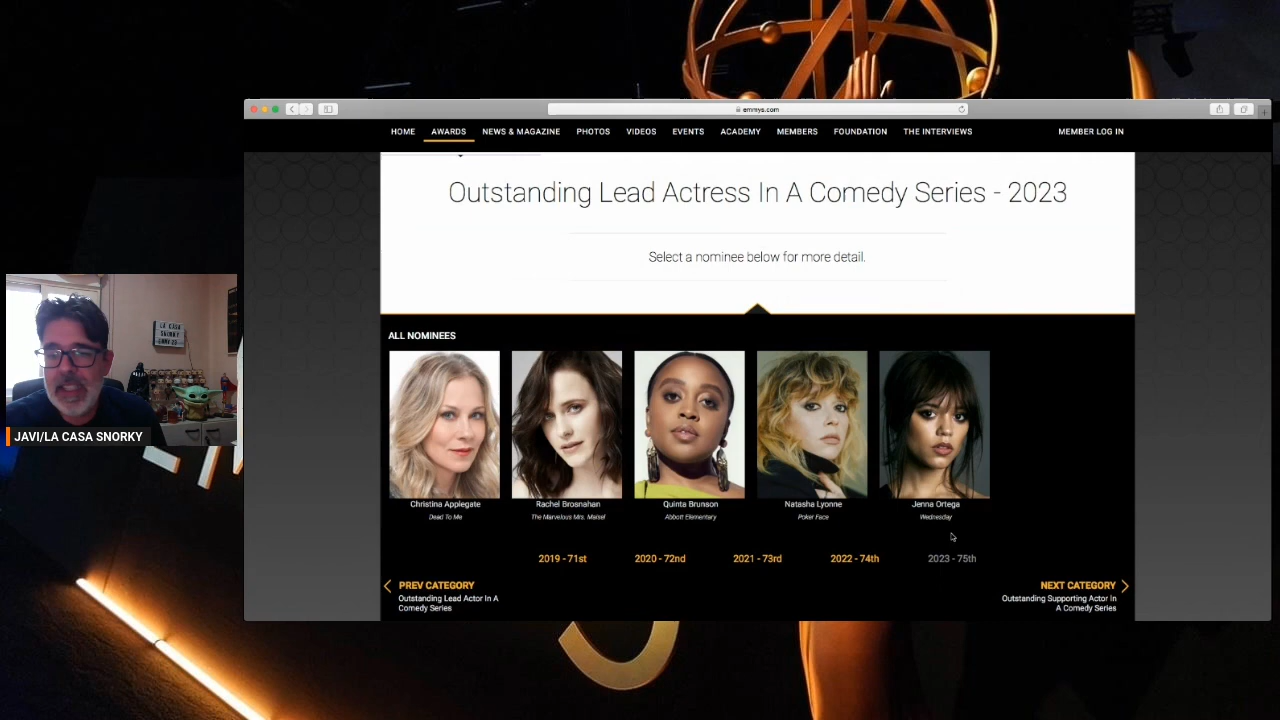 emmys.com
HOME AWARDS NEWS & MAGAZINE PHOTOS VIDEOS EVENTS ACADEMY MEMBERS FOUNDATION THE INTERVIEWS MEMBER LOG IN
Outstanding Lead Actress In A Comedy Series - 2023
Select a nominee below for more detail.
ALL NOMINEES
Christina Applegate
Dead To Me
Rachel Brosnahan
The Marvelous Mrs. Maisel
Quinta Brunson
Abbott Elementary
Natasha Lyonne
Poker Face
Jenna Ortega
Wednesday
2019 - 71st 2020 - 72nd 2021 - 73rd 2022 - 74th 2023 - 75th
PREV CATEGORY
Outstanding Lead Actor In A
Comedy Series
NEXT CATEGORY
Outstanding Supporting Actor In
A Comedy Series
LA CASA
SNORKY
JAVI/LA CASA SNORKY